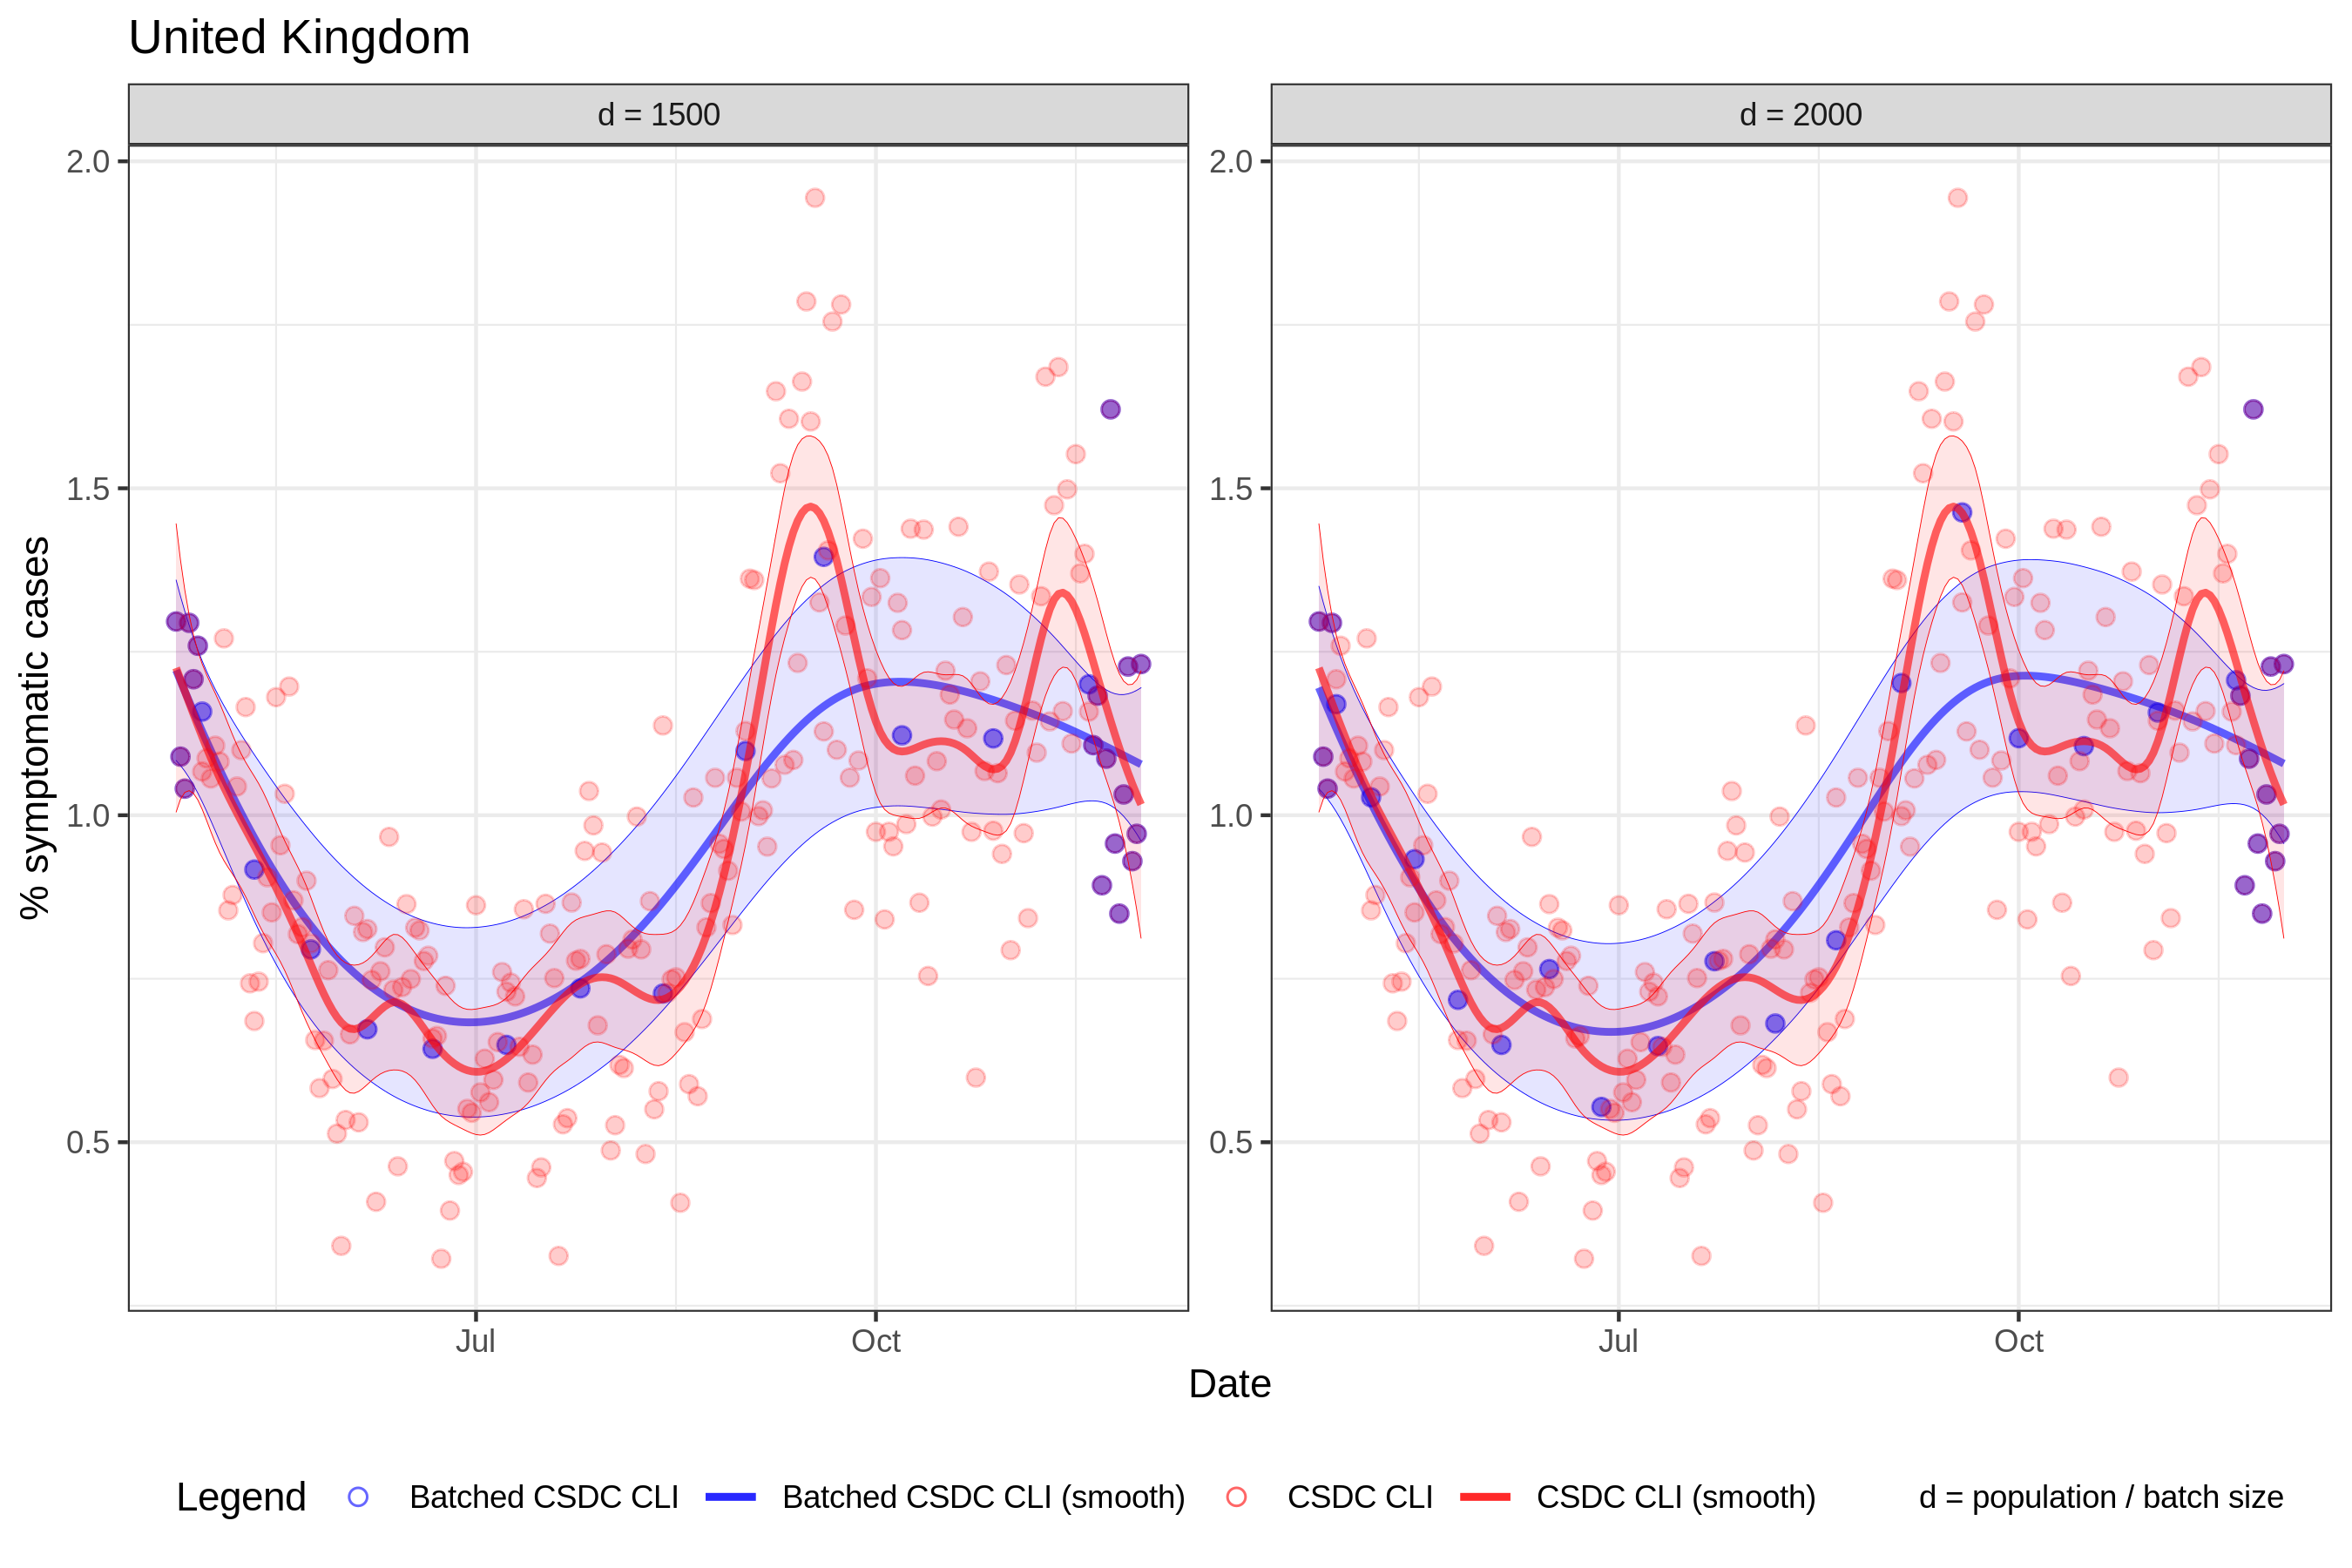 United Kingdom
d = 1500
d = 2000
2.0
1.5
1.0
0.5
2.0
1.5
1.0
0.5
% symptomatic cases
Jul
Oct
Jul
Oct
Date
Legend Batched CSDC CLI Batched CSDC CLI (smooth) CSDC CLI CSDC CLI (smooth) d = population / batch size